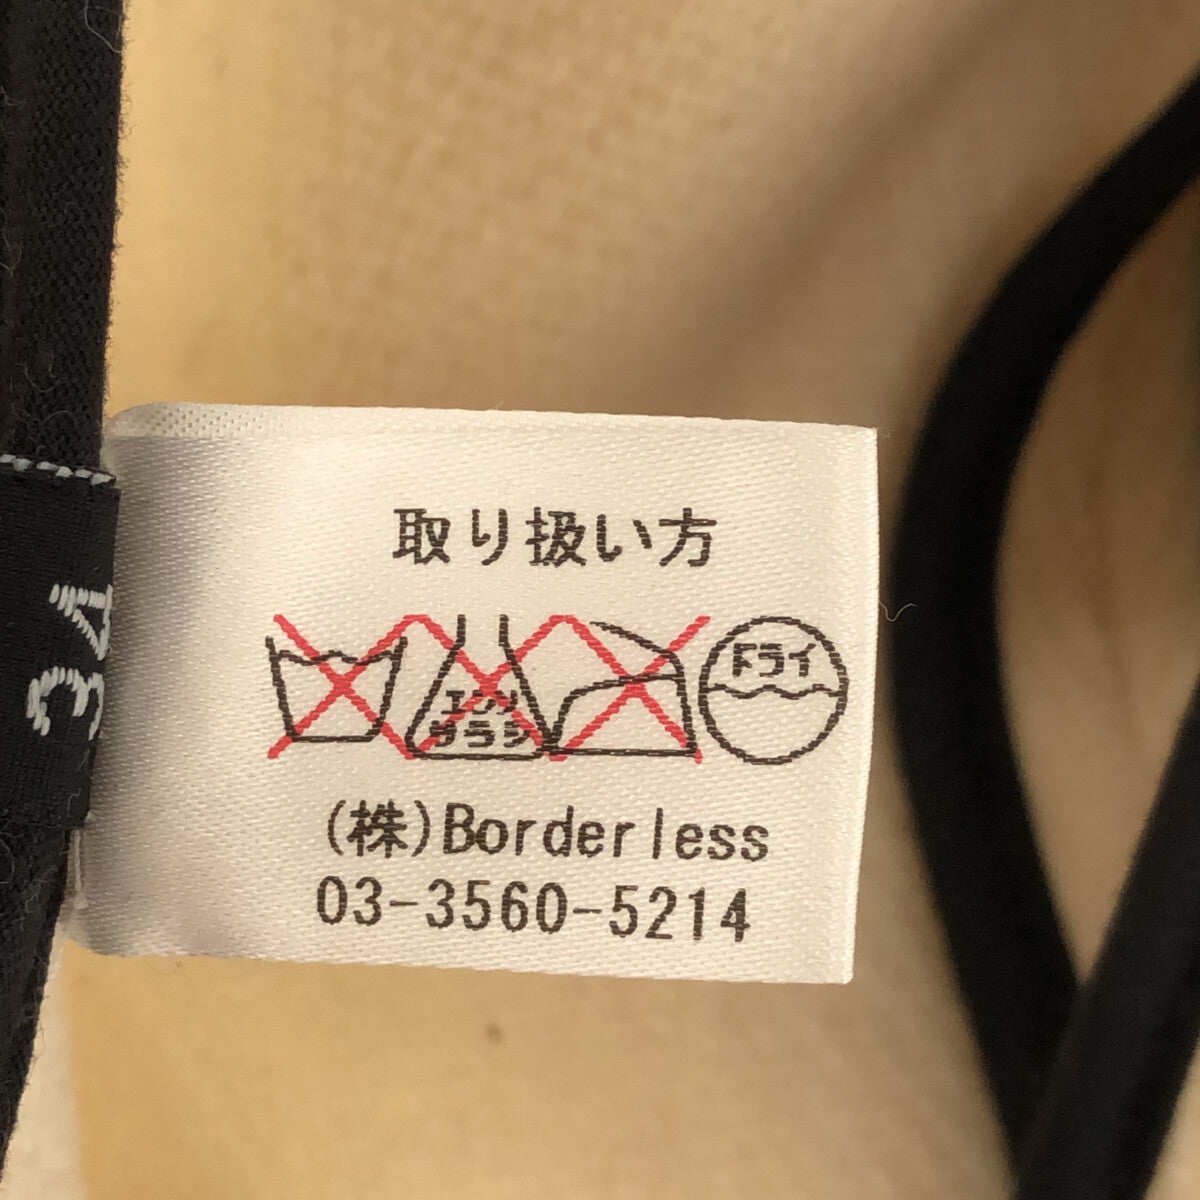 取り扱い方
エンソ サラシ ドライ
(株)Borderless
03-3560-5214
34